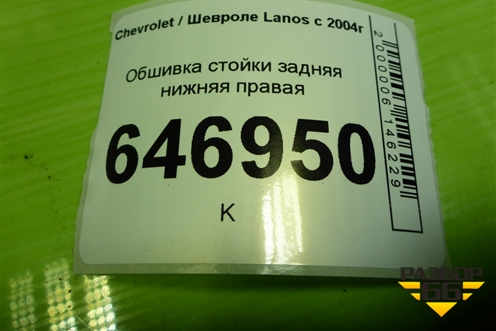 Chevrolet / Шевроле Lanos с 2004г
Обшивка стойки задняя
нижняя правая
646950
К
2000006146229
РАЗБОР
66